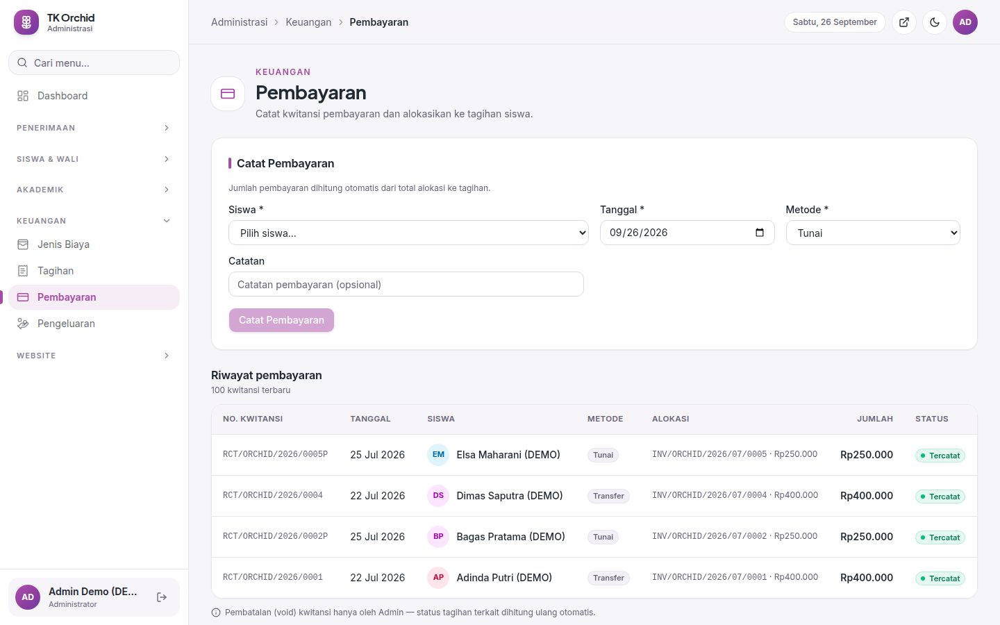 TK Orchid
Administrasi
Cari menu...
Dashboard
PENERIMAAN
SISWA & WALI
AKADEMIK
KEUANGAN
Jenis Biaya
Tagihan
Pembayaran
Pengeluaran
WEBSITE
AD
Admin Demo (DE...
Administrator
Administrasi > Keuangan > Pembayaran
Sabtu, 26 September
AD
KEUANGAN
Pembayaran
Catat kwitansi pembayaran dan alokasikan ke tagihan siswa.
Catat Pembayaran
Jumlah pembayaran dihitung otomatis dari total alokasi ke tagihan.
Siswa * Tanggal * Metode *
Pilih siswa... 09/26/2026 Tunai
Catatan
Catatan pembayaran (opsional)
Catat Pembayaran
Riwayat pembayaran
100 kwitansi terbaru
NO. KWITANSI TANGGAL SISWA METODE ALOKASI JUMLAH STATUS
RCT/ORCHID/2026/0005P 25 Jul 2026 EM Elsa Maharani (DEMO) Tunai INV/ORCHID/2026/07/0005 · Rp250.000 Rp250.000 Tercatat
RCT/ORCHID/2026/0004 22 Jul 2026 DS Dimas Saputra (DEMO) Transfer INV/ORCHID/2026/07/0004 · Rp400.000 Rp400.000 Tercatat
RCT/ORCHID/2026/0002P 25 Jul 2026 BP Bagas Pratama (DEMO) Tunai INV/ORCHID/2026/07/0002 · Rp250.000 Rp250.000 Tercatat
RCT/ORCHID/2026/0001 22 Jul 2026 AP Adinda Putri (DEMO) Transfer INV/ORCHID/2026/07/0001 · Rp400.000 Rp400.000 Tercatat
Pembatalan (void) kwitansi hanya oleh Admin — status tagihan terkait dihitung ulang otomatis.